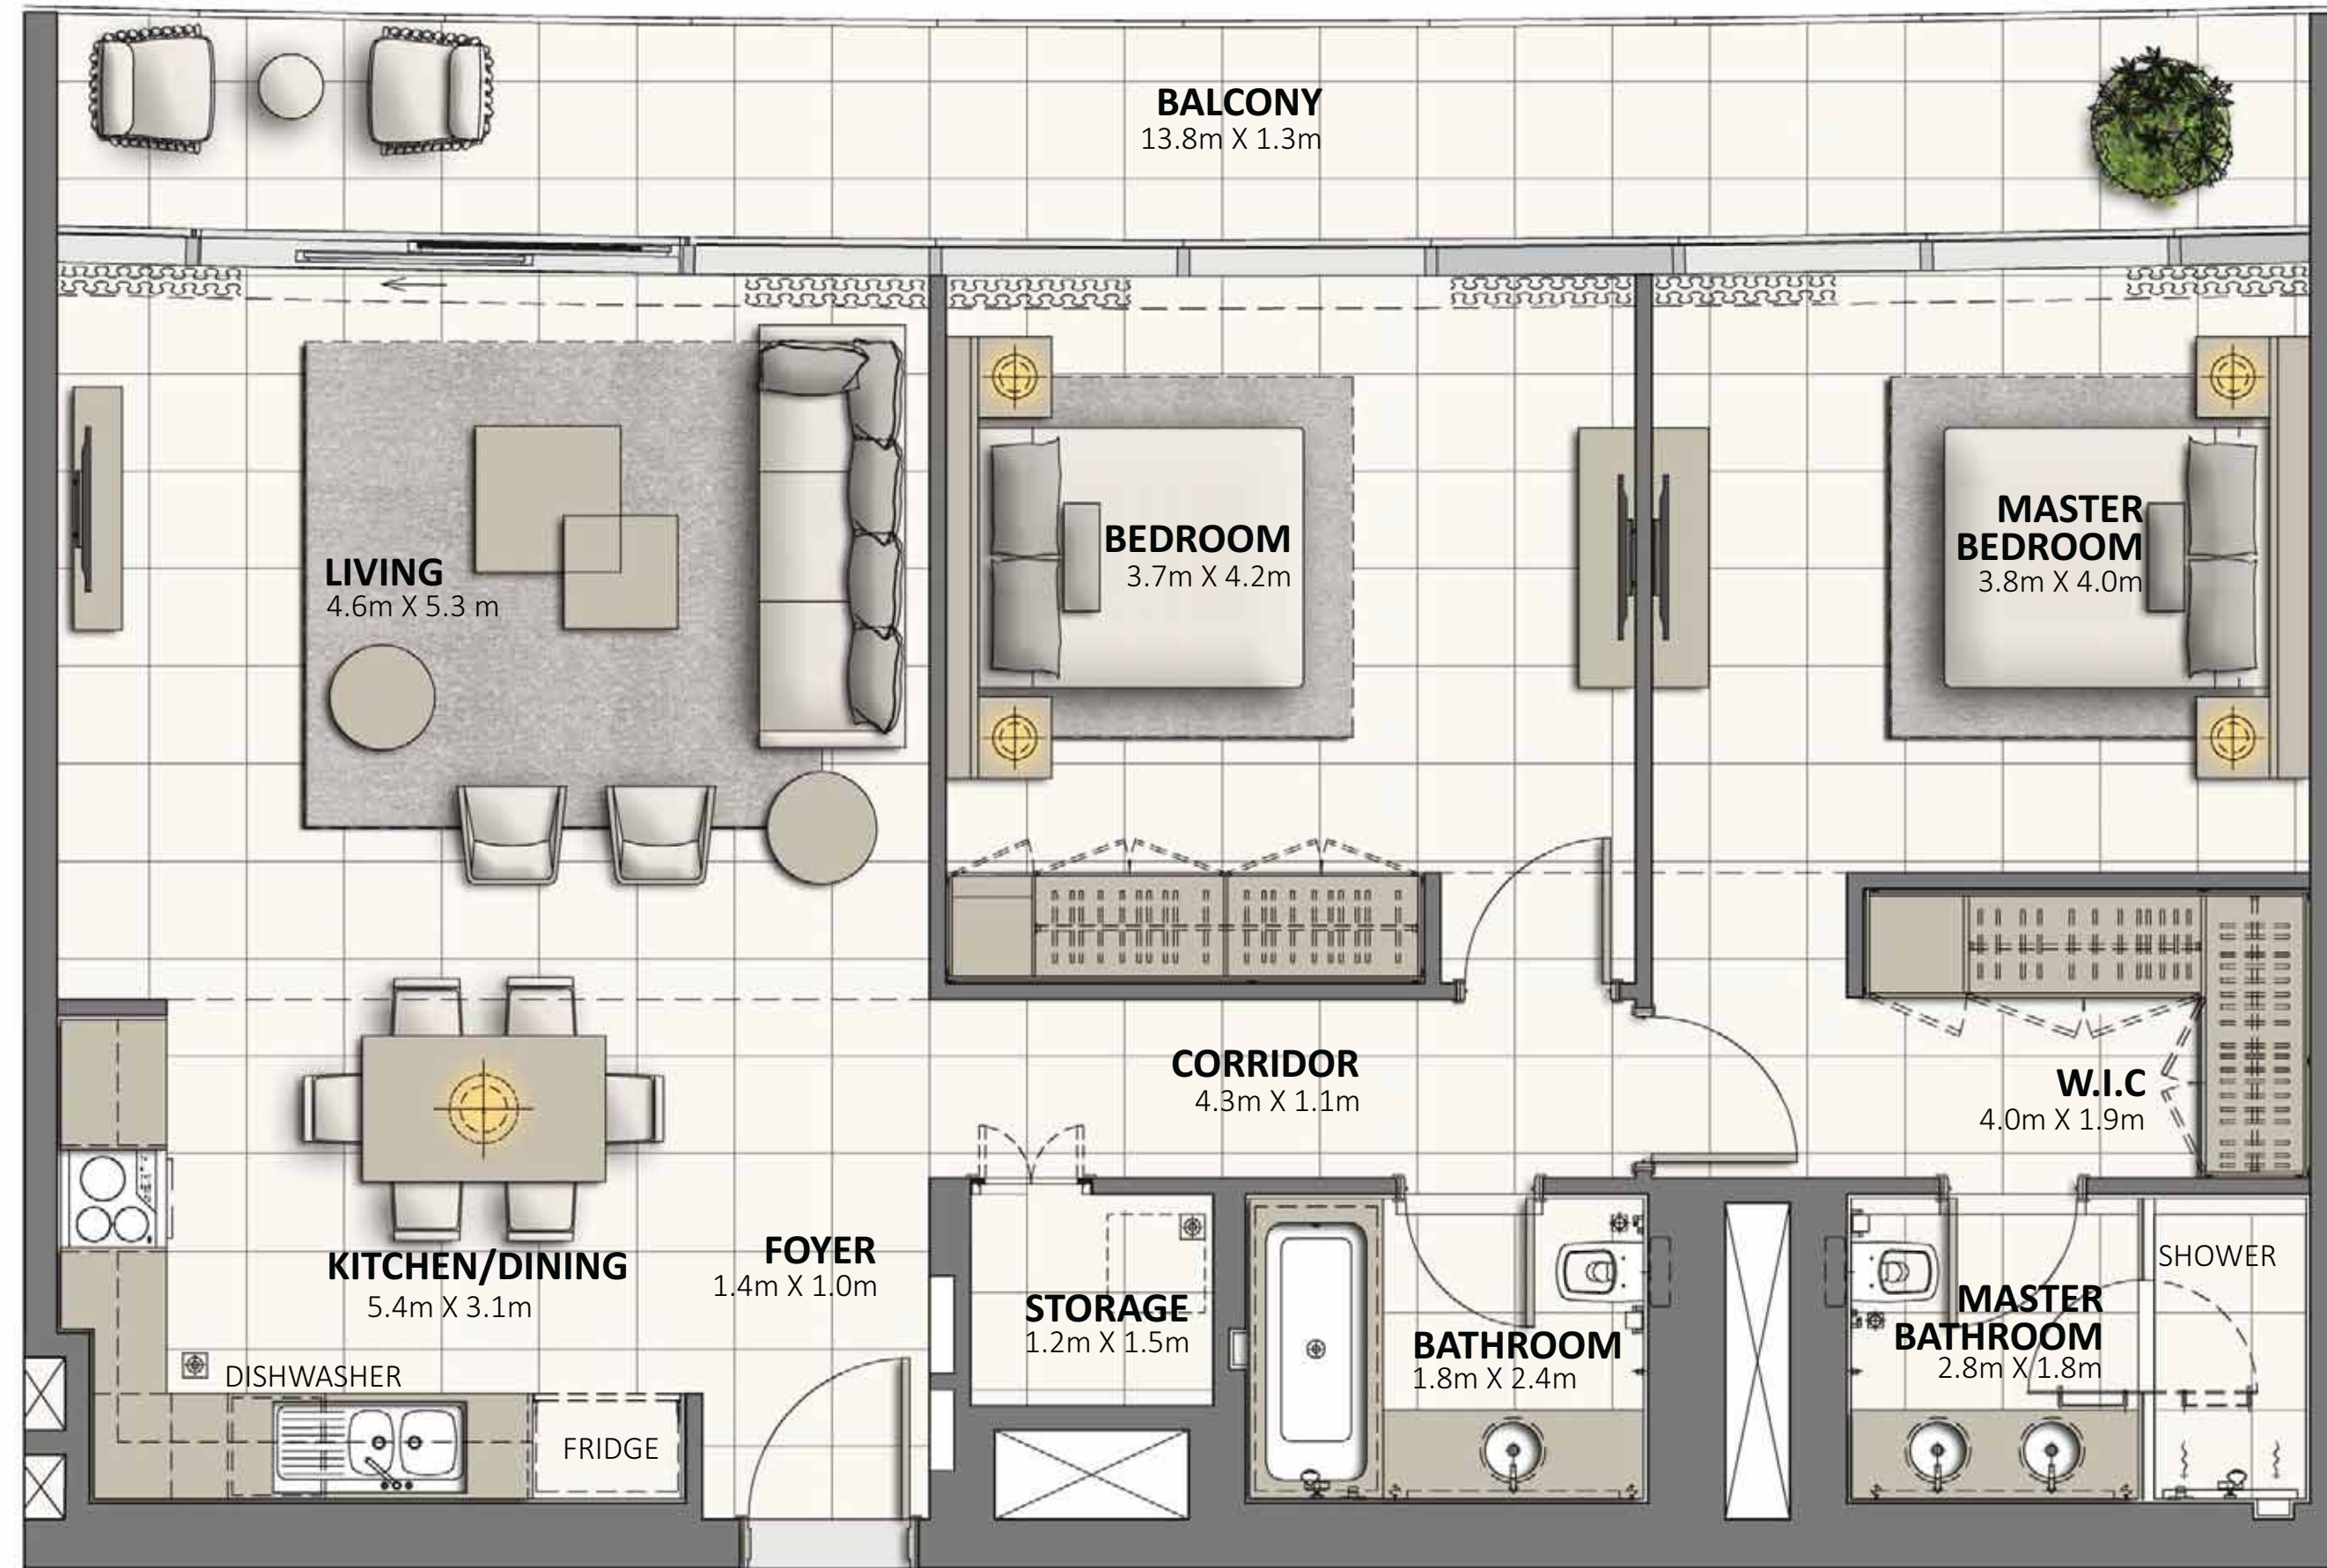 BALCONY
13.8m X 1.3m
LIVING
4.6m X 5.3 m
BEDROOM
3.7m X 4.2m
MASTER
BEDROOM
3.8m X 4.0m
CORRIDOR
4.3m X 1.1m
W.I.C
4.0m X 1.9m
KITCHEN/DINING
5.4m X 3.1m
FOYER
1.4m X 1.0m
STORAGE
1.2m X 1.5m
BATHROOM
1.8m X 2.4m
SHOWER
MASTER
BATHROOM
2.8m X 1.8m
DISHWASHER
FRIDGE